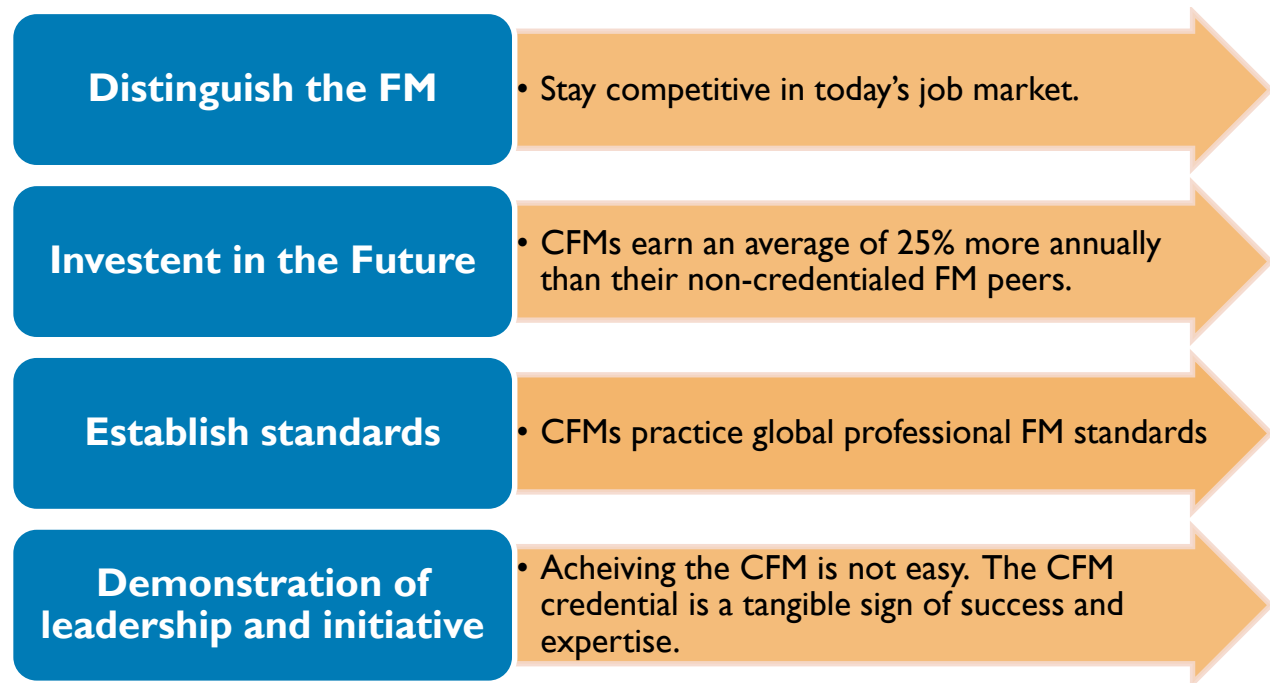 Distinguish the FM
• Stay competitive in today’s job market.
Investent in the Future
• CFMs earn an average of 25% more annually
than their non-credentialed FM peers.
Establish standards
• CFMs practice global professional FM standards
Demonstration of
leadership and initiative
• Acheiving the CFM is not easy. The CFM
credential is a tangible sign of success and
expertise.